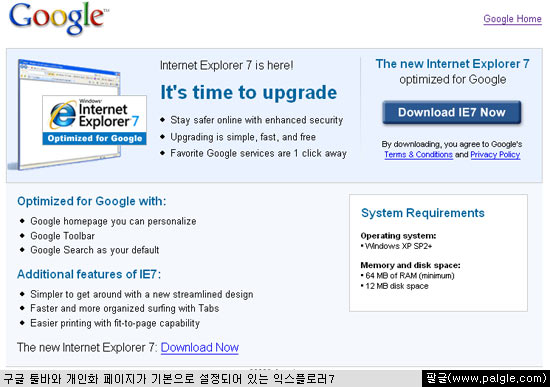 Google™
Google Home
Internet Explorer 7 is here!
It's time to upgrade
Stay safer online with enhanced security
Upgrading is simple, fast, and free
Favorite Google services are 1 click away
Windows
Internet
Explorer 7
Optimized for Google
The new Internet Explorer 7
optimized for Google
Download IE7 Now
By downloading, you agree to Google's
Terms & Conditions and Privacy Policy
Optimized for Google with:
Google homepage you can personalize
Google Toolbar
Google Search as your default
Additional features of IE7:
Simpler to get around with a new streamlined design
Faster and more organized surfing with Tabs
Easier printing with fit-to-page capability
The new Internet Explorer 7: Download Now
System Requirements
Operating system:
Windows XP SP2+
Memory and disk space:
64 MB of RAM (minimum)
12 MB disk space
구글 툴바와 개인화 페이지가 기본으로 설정되어 있는 익스플로러7
팔글(www.palgle.com)